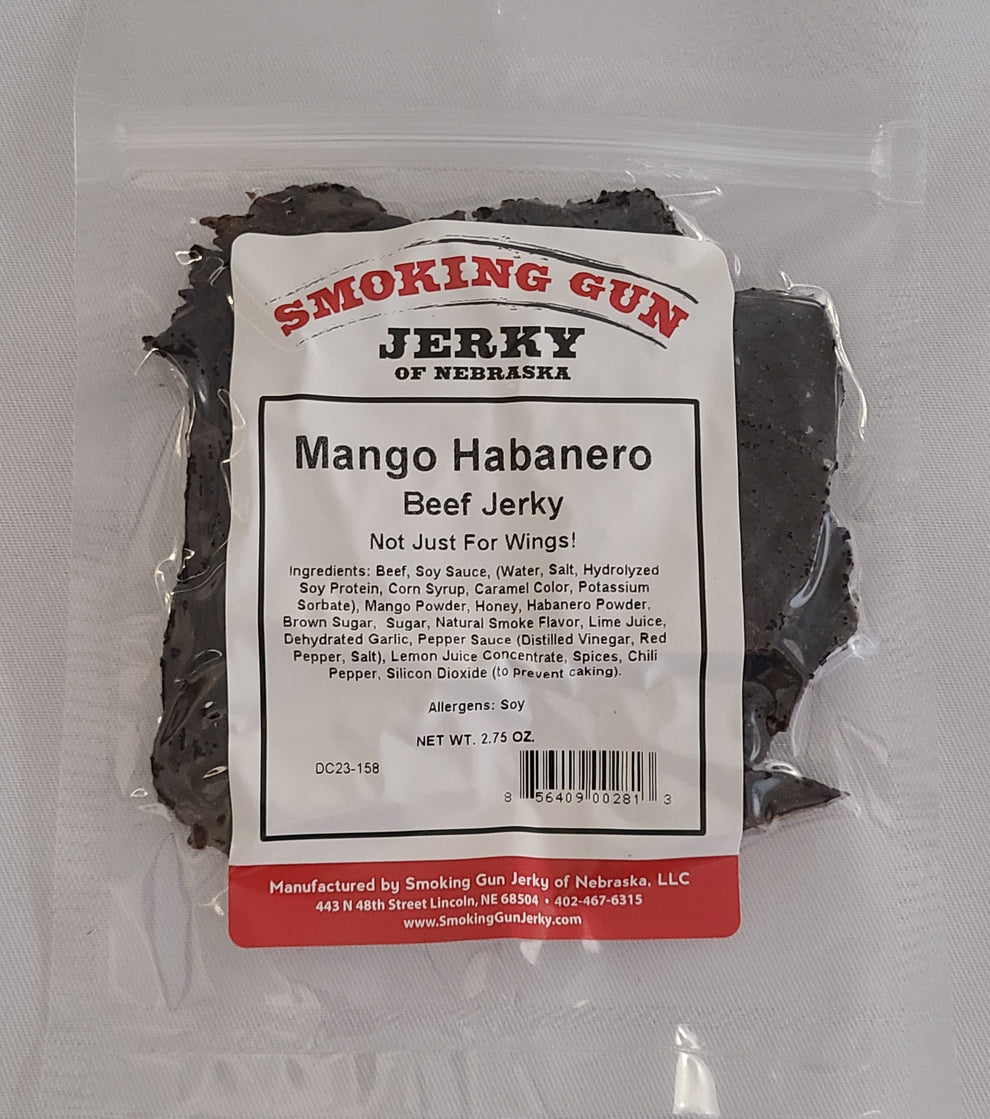 SMOKING GUN
JERKY
OF NEBRASKA
Mango Habanero
Beef Jerky
Not Just For Wings!
Ingredients: Beef, Soy Sauce, (Water, Salt, Hydrolyzed
Soy Protein, Corn Syrup, Caramel Color, Potassium
Sorbate), Mango Powder, Honey, Habanero Powder,
Brown Sugar, Sugar, Natural Smoke Flavor, Lime Juice,
Dehydrated Garlic, Pepper Sauce (Distilled Vinegar, Red
Pepper, Salt), Lemon Juice Concentrate, Spices, Chili
Pepper, Silicon Dioxide (to prevent caking).
Allergens: Soy
NET WT. 2.75 OZ.
DC23-158
8 56409 00281 3
Manufactured by Smoking Gun Jerky of Nebraska, LLC
443 N 48th Street Lincoln, NE 68504 • 402-467-6315
www.SmokingGunJerky.com